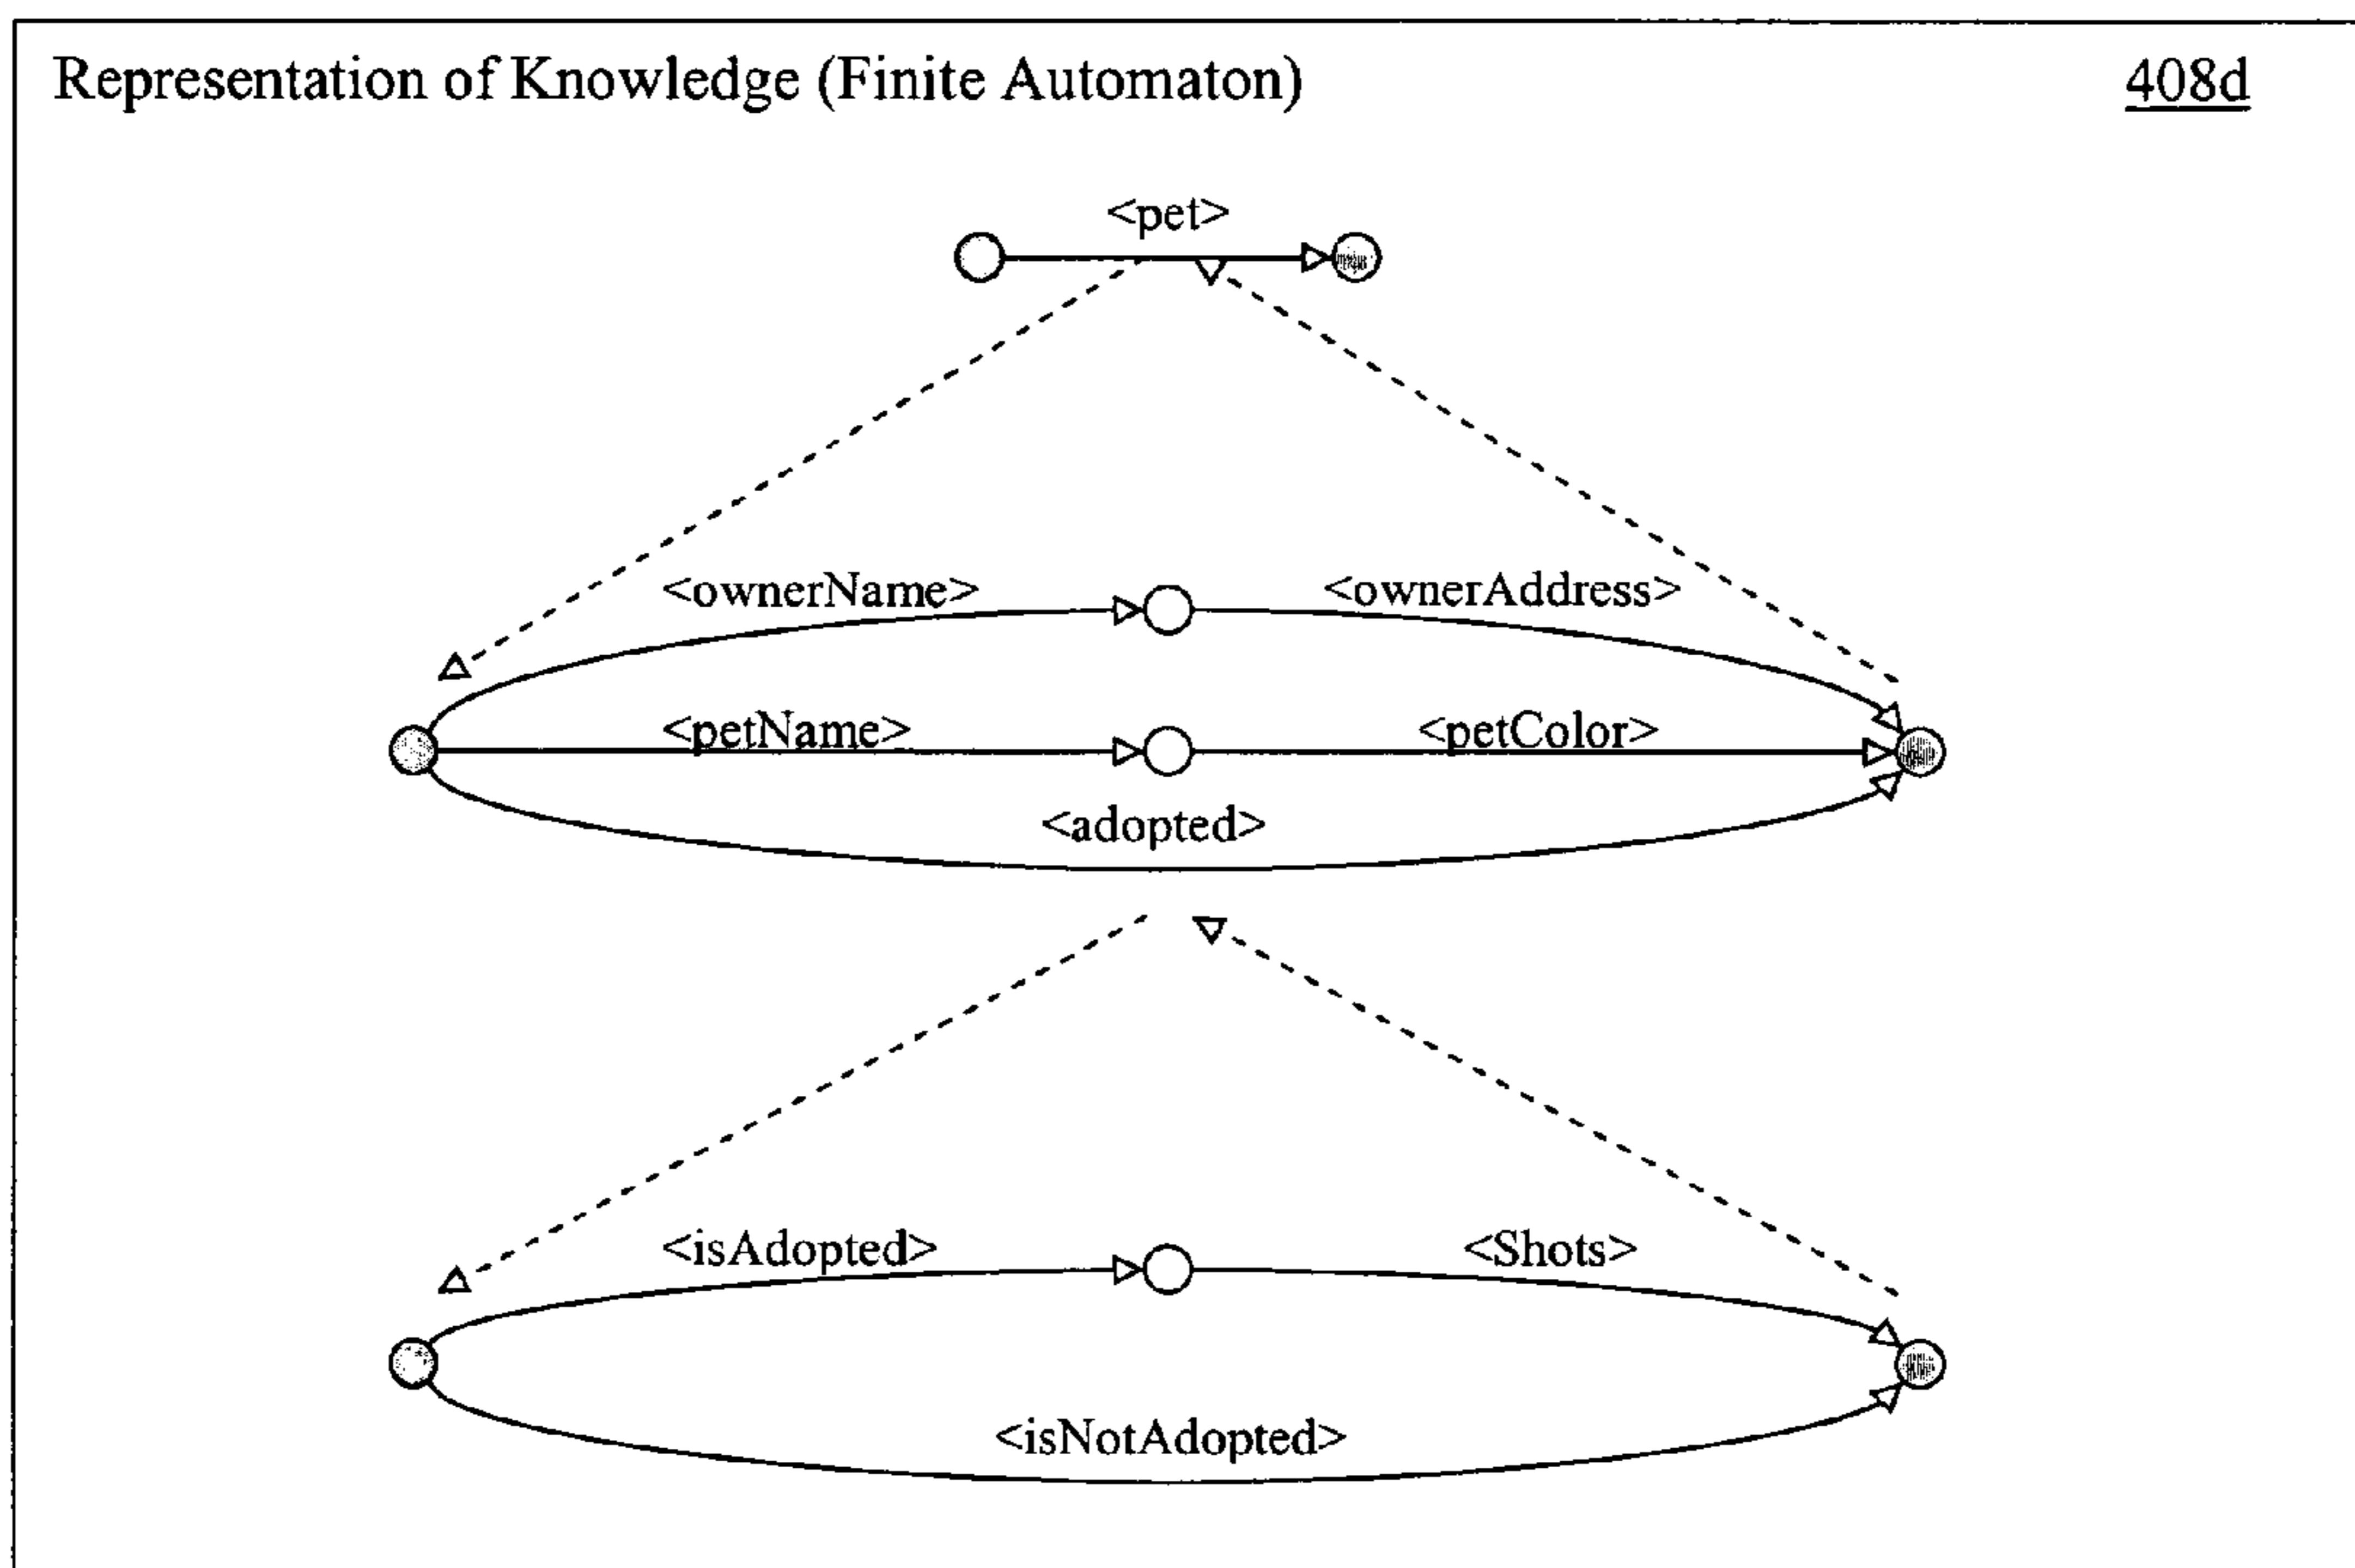 Representation of Knowledge (Finite Automaton) 408d
<pet>
<ownerName> <ownerAddress>
<petName> <petColor>
<adopted>
<isAdopted> <Shots>
<isNotAdopted>